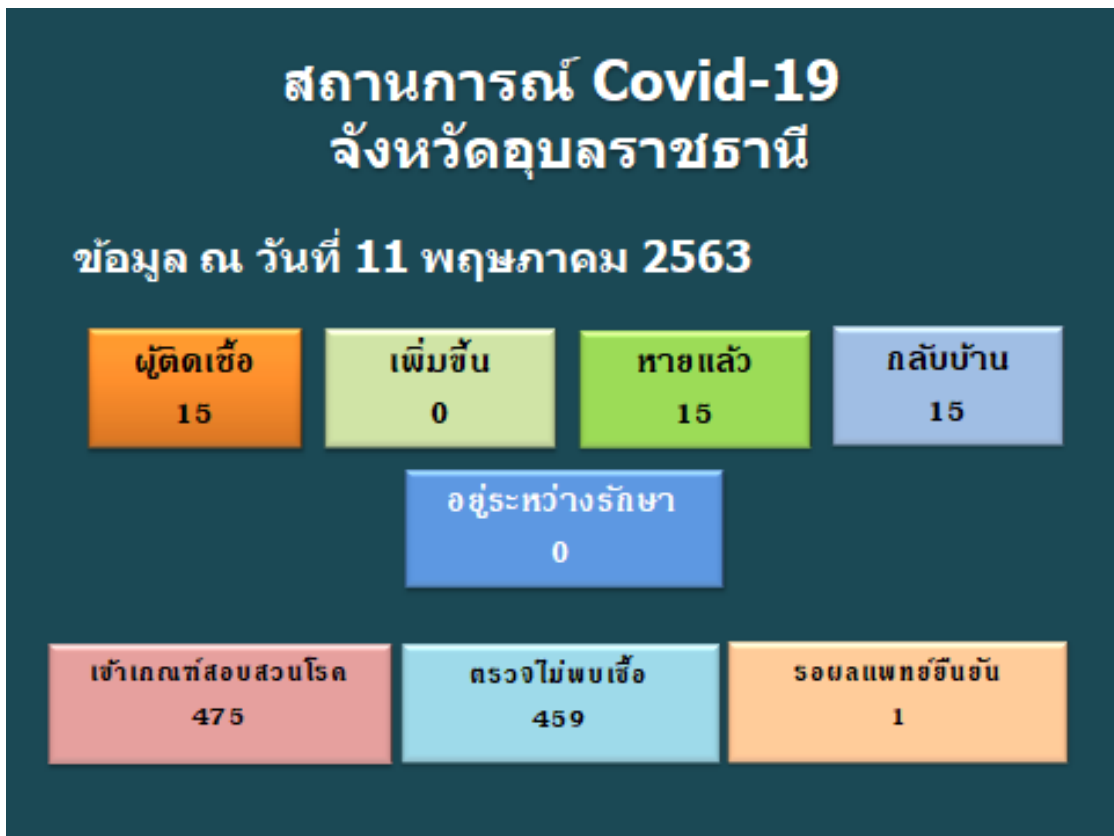 สถานการณ์ Covid-19
จังหวัดอุบลราชธานี
ข้อมูล ณ วันที่ 11 พฤษภาคม 2563
ผู้ติดเชื้อ
15
เพิ่มขึ้น
0
หายแล้ว
15
กลับบ้าน
15
อยู่ระหว่างรักษา
0
เข้าเกณฑ์สอบสวนโรค
475
ตรวจไม่พบเชื้อ
459
รอผลแพทย์ยืนยัน
1